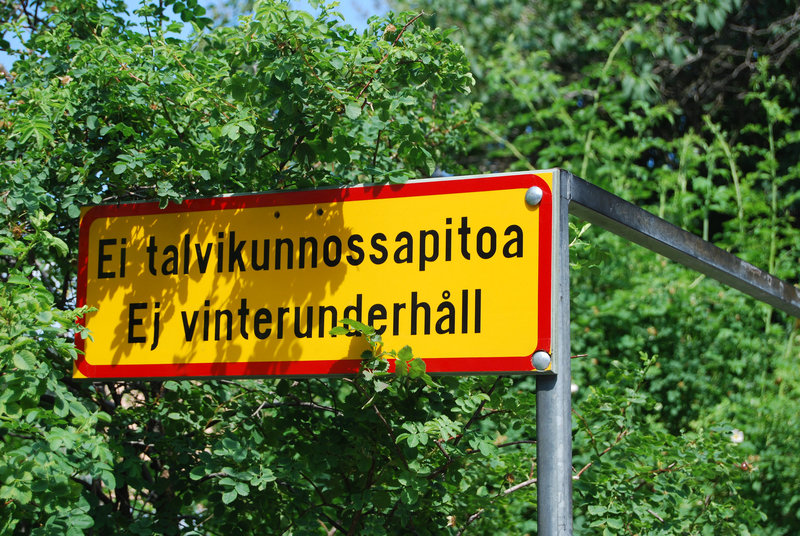 Ei talvikunnossapitoa
Ej vinterunderhåll